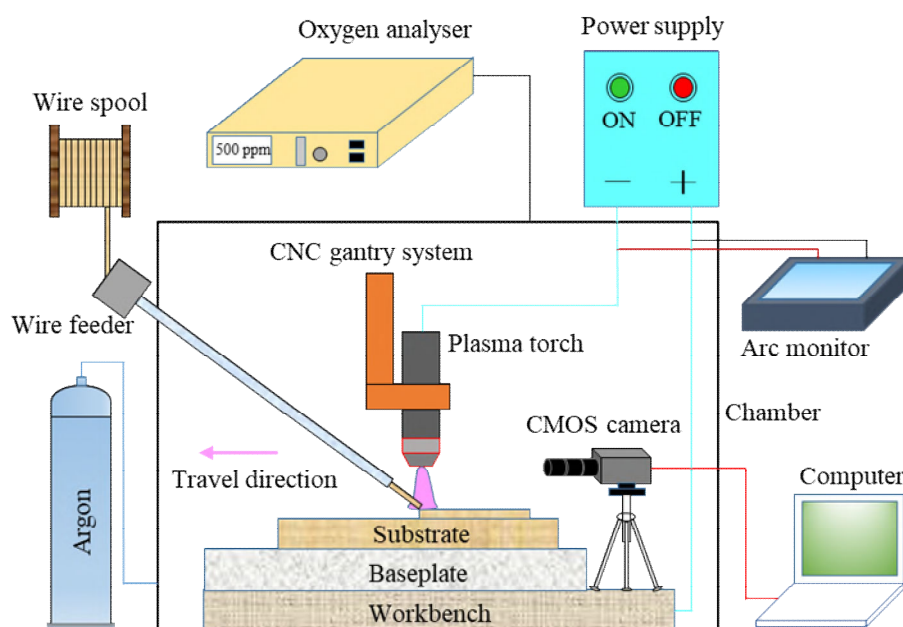 Oxygen analyser
Power supply
Wire spool
500 ppm
ON OFF
— +
CNC gantry system
Wire feeder
Plasma torch
Arc monitor
Chamber
CMOS camera
Travel direction
Computer
Argon
Substrate
Baseplate
Workbench